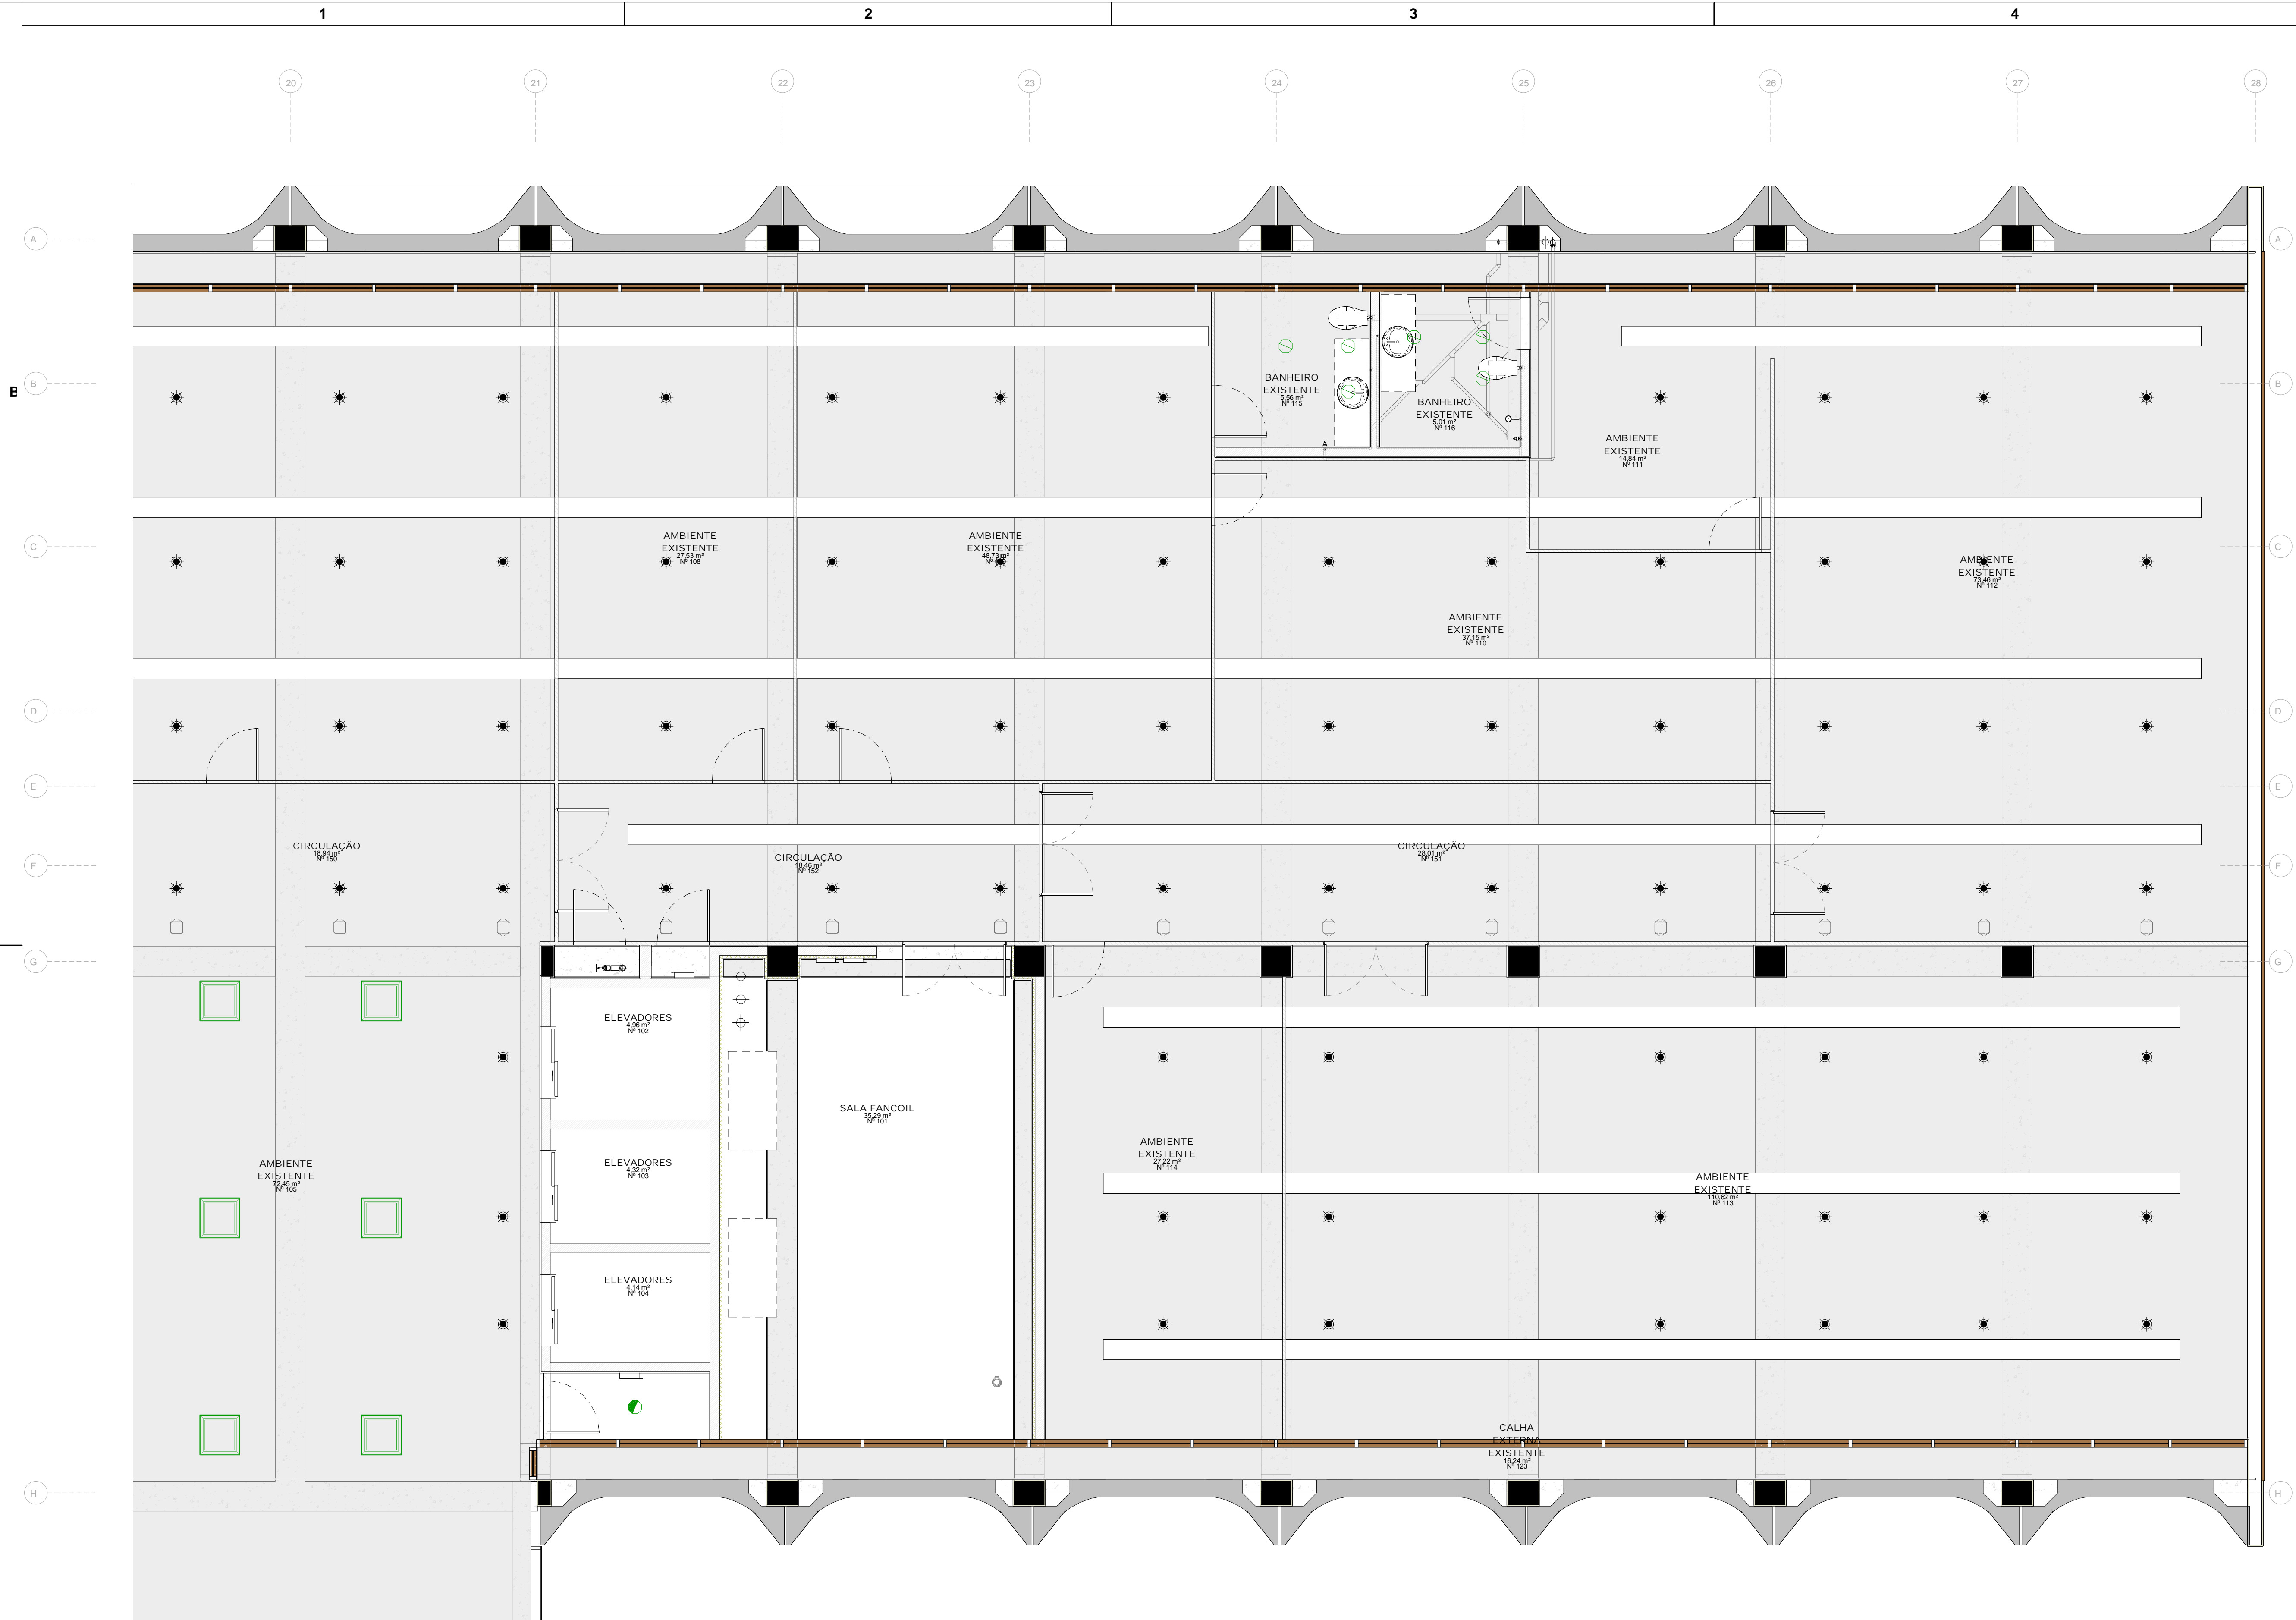 1
2
3
4
20
21
22
23
24
25
26
27
28
A
A
B
B
B
BANHEIRO
EXISTENTE
5,56 m²
Nº 115
BANHEIRO
EXISTENTE
5,01 m²
Nº 116
AMBIENTE
EXISTENTE
14,84 m²
Nº 111
C
C
AMBIENTE
EXISTENTE
27,53 m²
Nº 108
AMBIENTE
EXISTENTE
48,73 m²
Nº
AMBIENTE
EXISTENTE
73,46 m²
Nº 112
AMBIENTE
EXISTENTE
37,15 m²
Nº 110
D
D
E
E
CIRCULAÇÃO
18,94 m²
Nº 150
CIRCULAÇÃO
18,46 m²
Nº 152
CIRCULAÇÃO
28,01 m²
Nº 151
F
F
G
G
ELEVADORES
4,96 m²
Nº 102
SALA FANCOIL
35,29 m²
Nº 101
AMBIENTE
EXISTENTE
72,45 m²
Nº 105
ELEVADORES
4,32 m²
Nº 103
AMBIENTE
EXISTENTE
27,22 m²
Nº 114
AMBIENTE
EXISTENTE
110,62 m²
Nº 113
ELEVADORES
4,14 m²
Nº 104
CALHA
EXTERNA
EXISTENTE
16,24 m²
Nº 123
H
H